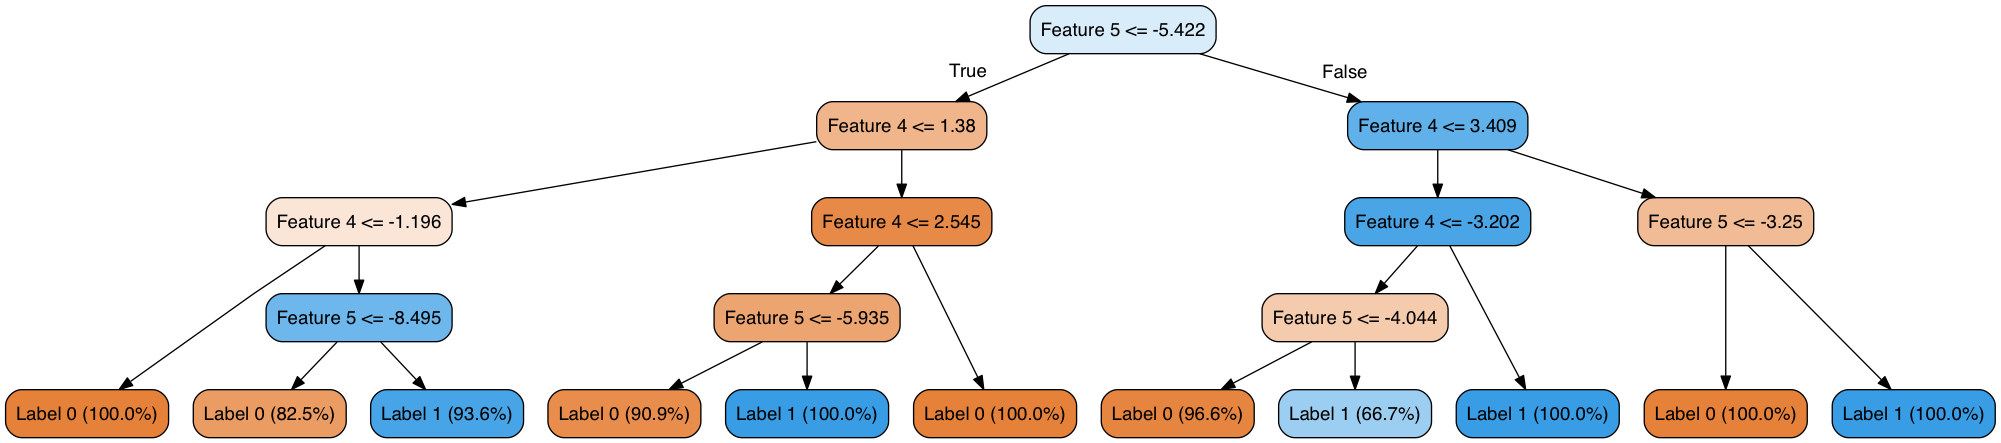 Feature 5 <= -5.422
True
False
Feature 4 <= 1.38
Feature 4 <= 3.409
Feature 4 <= -1.196
Feature 4 <= 2.545
Feature 4 <= -3.202
Feature 5 <= -3.25
Feature 5 <= -8.495
Feature 5 <= -5.935
Feature 5 <= -4.044
Label 0 (100.0%)
Label 0 (82.5%)
Label 1 (93.6%)
Label 0 (90.9%)
Label 1 (100.0%)
Label 0 (100.0%)
Label 0 (96.6%)
Label 1 (66.7%)
Label 1 (100.0%)
Label 0 (100.0%)
Label 1 (100.0%)